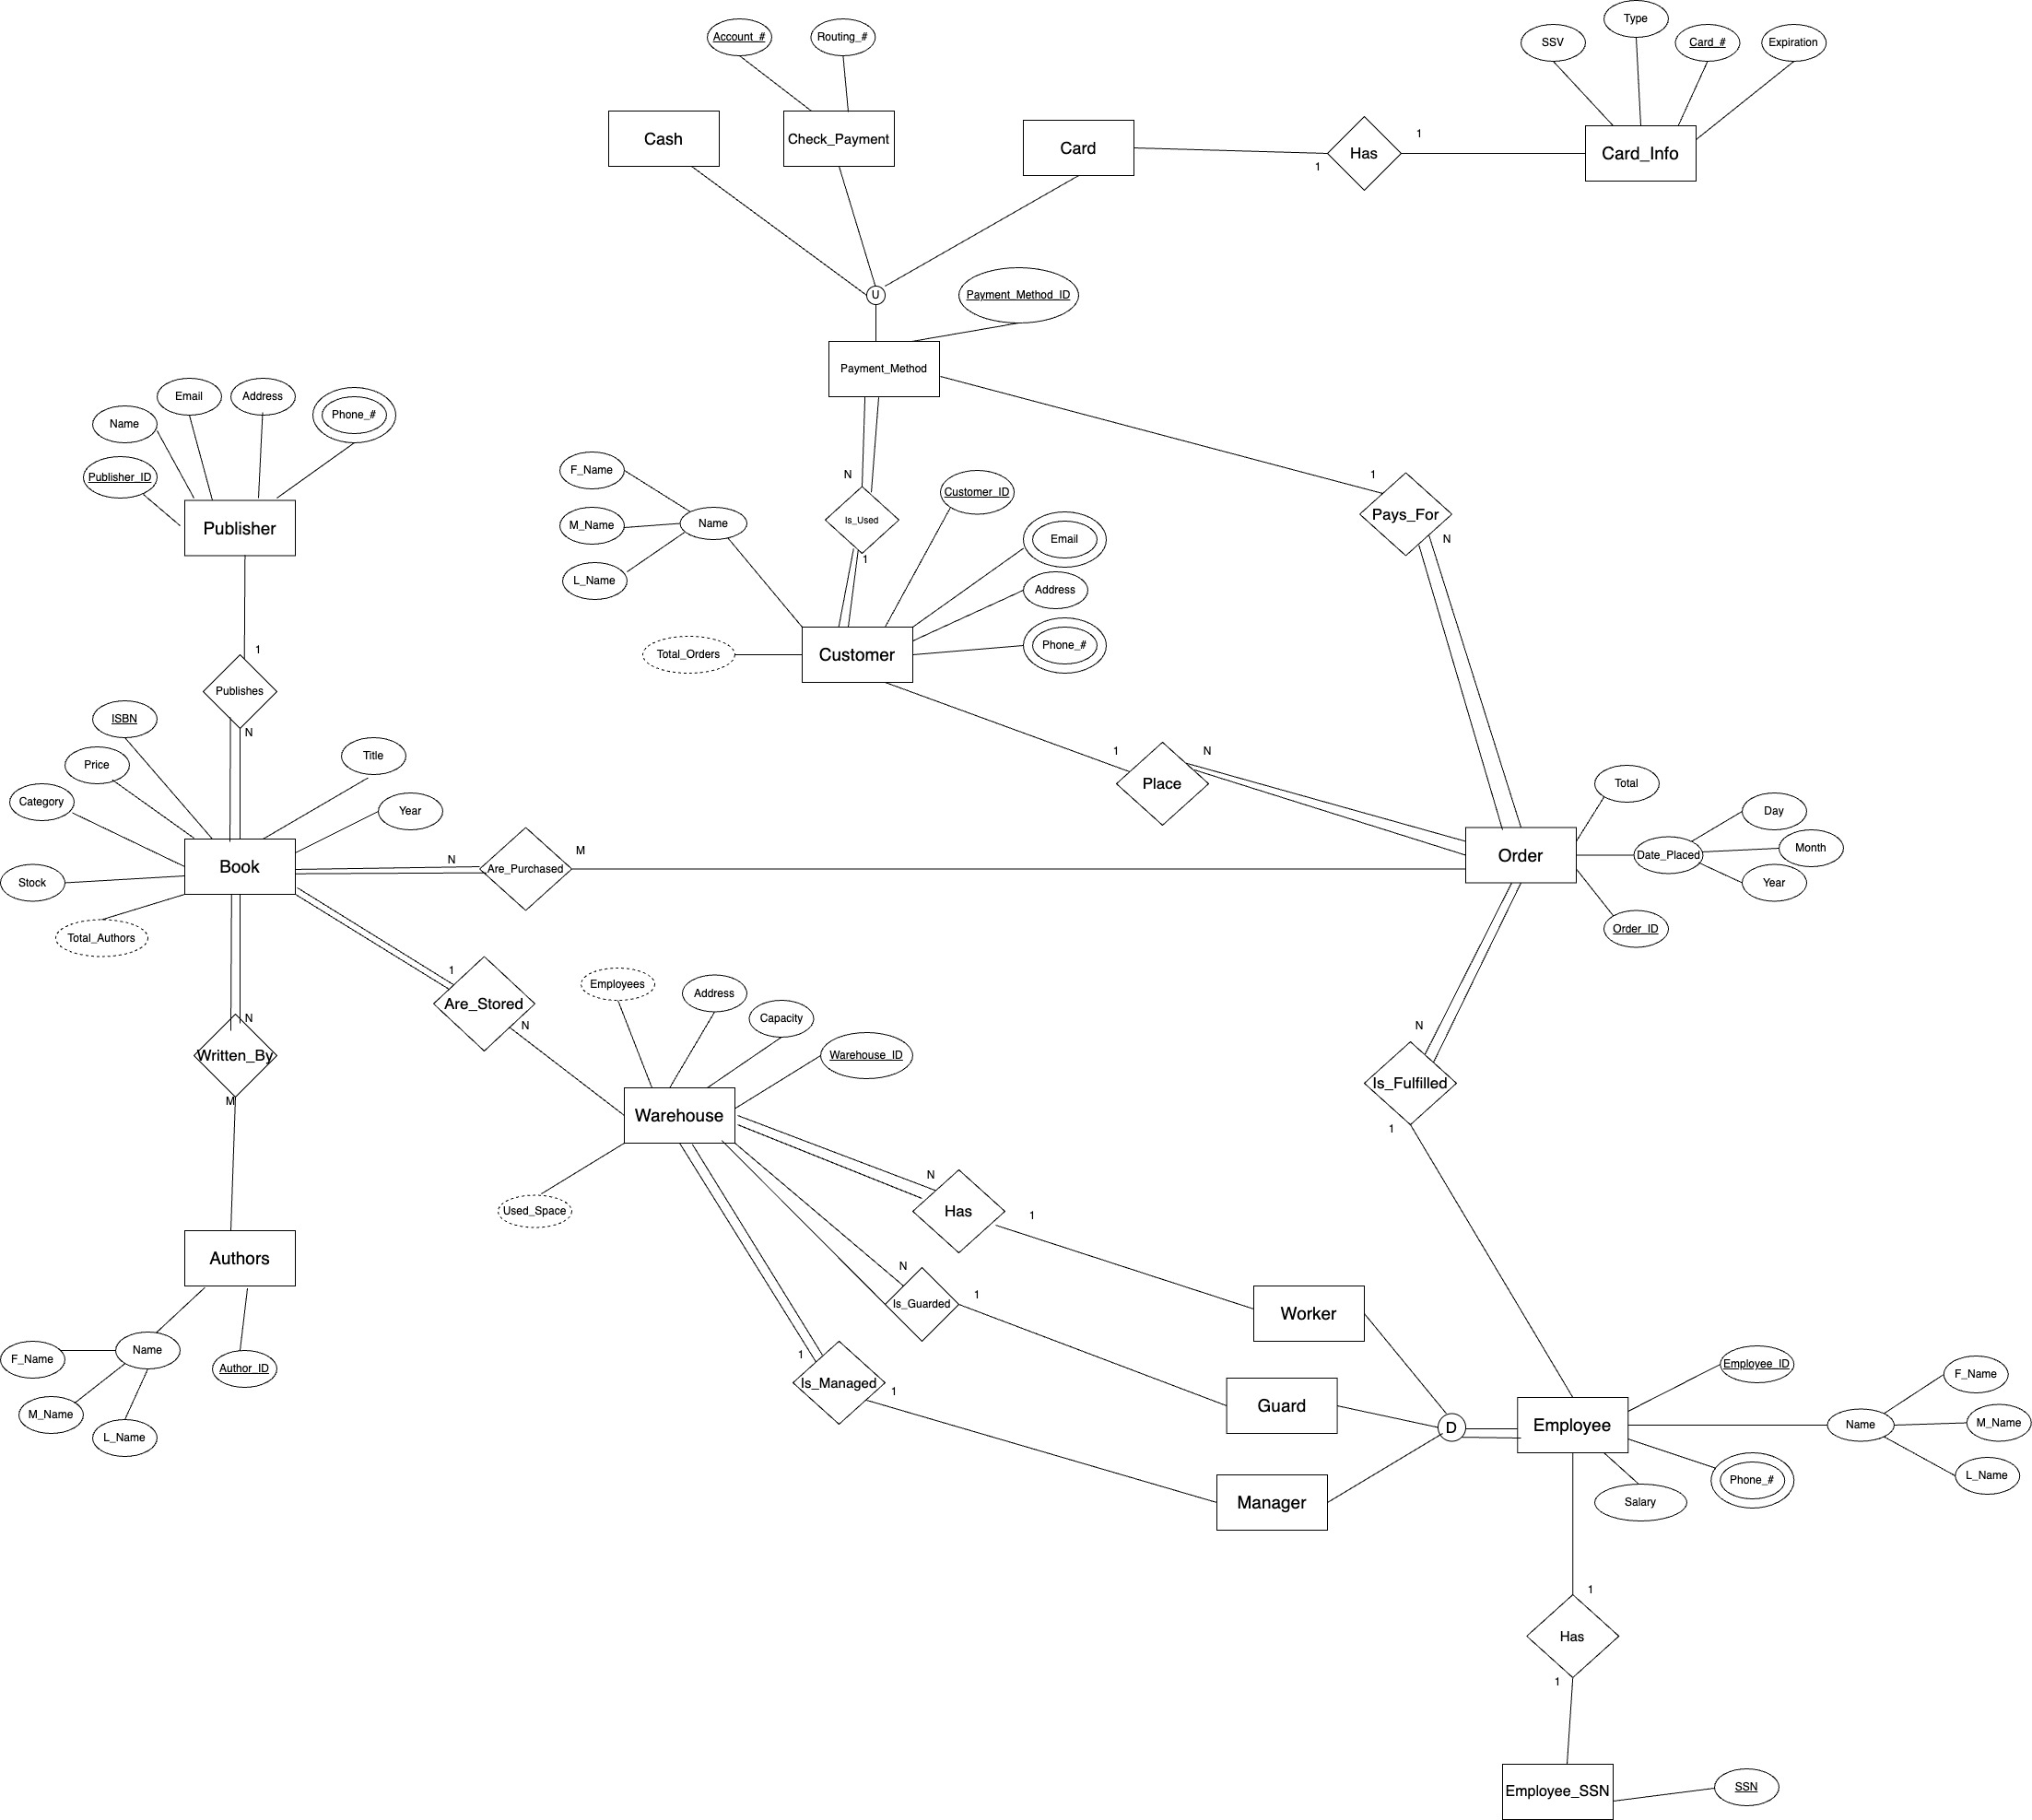 Type
Account_#
Routing_#
SSV
Card_#
Expiration
Cash
Check_Payment
Card
1
Has
1
Card_Info
U
Payment_Method_ID
Payment_Method
Email
Address
Phone_#
Name
Publisher_ID
Publisher
F_Name
M_Name
L_Name
Name
N
Is_Used
1
Customer_ID
Email
Address
Phone_#
Total_Orders
Customer
1
Pays_For
N
1
Publishes
N
ISBN
Price
Category
Stock
Total_Authors
Title
Year
Book
N
Are_Purchased
M
1
Place
N
Order
Total
Date_Placed
Day
Month
Year
Order_ID
1
Are_Stored
N
N
Written_By
M
Employees
Address
Capacity
Warehouse_ID
Warehouse
Used_Space
N
Is_Fulfilled
1
N
Has
1
N
Is_Guarded
1
1
Is_Managed
1
Authors
Name
F_Name
M_Name
L_Name
Author_ID
Worker
Guard
Manager
D
Employee
Employee_ID
Name
F_Name
M_Name
L_Name
Phone_#
Salary
1
Has
1
Employee_SSN
SSN